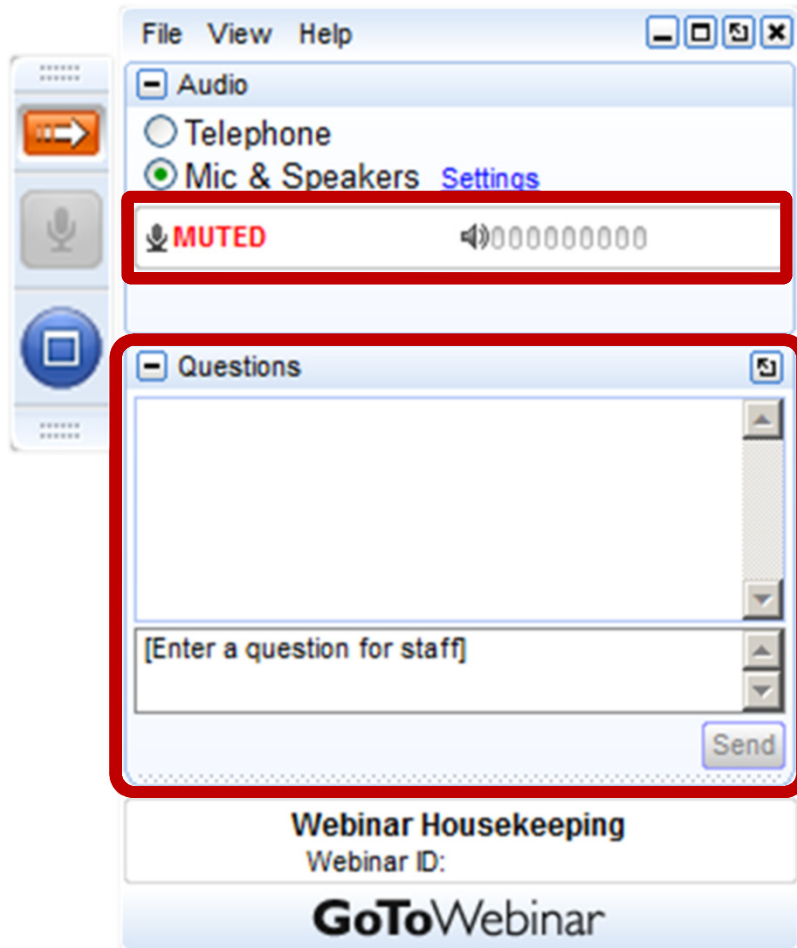 File View Help
Audio
Telephone
Mic & Speakers Settings
MUTED
Questions
[Enter a question for staff]
Send
Webinar Housekeeping
Webinar ID:
GoToWebinar